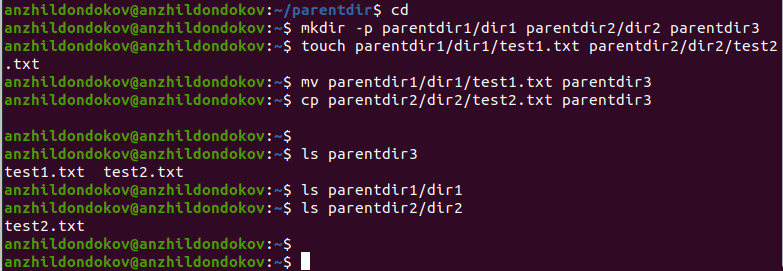 anzhildondokov@anzhildondokov:~/parentdir$ cd
anzhildondokov@anzhildondokov:~$ mkdir -p parentdir1/dir1 parentdir2/dir2 parentdir3
anzhildondokov@anzhildondokov:~$ touch parentdir1/dir1/test1.txt parentdir2/dir2/test2
.txt
anzhildondokov@anzhildondokov:~$ mv parentdir1/dir1/test1.txt parentdir3
anzhildondokov@anzhildondokov:~$ cp parentdir2/dir2/test2.txt parentdir3
anzhildondokov@anzhildondokov:~$
anzhildondokov@anzhildondokov:~$ ls parentdir3
test1.txt  test2.txt
anzhildondokov@anzhildondokov:~$ ls parentdir1/dir1
anzhildondokov@anzhildondokov:~$ ls parentdir2/dir2
test2.txt
anzhildondokov@anzhildondokov:~$
anzhildondokov@anzhildondokov:~$